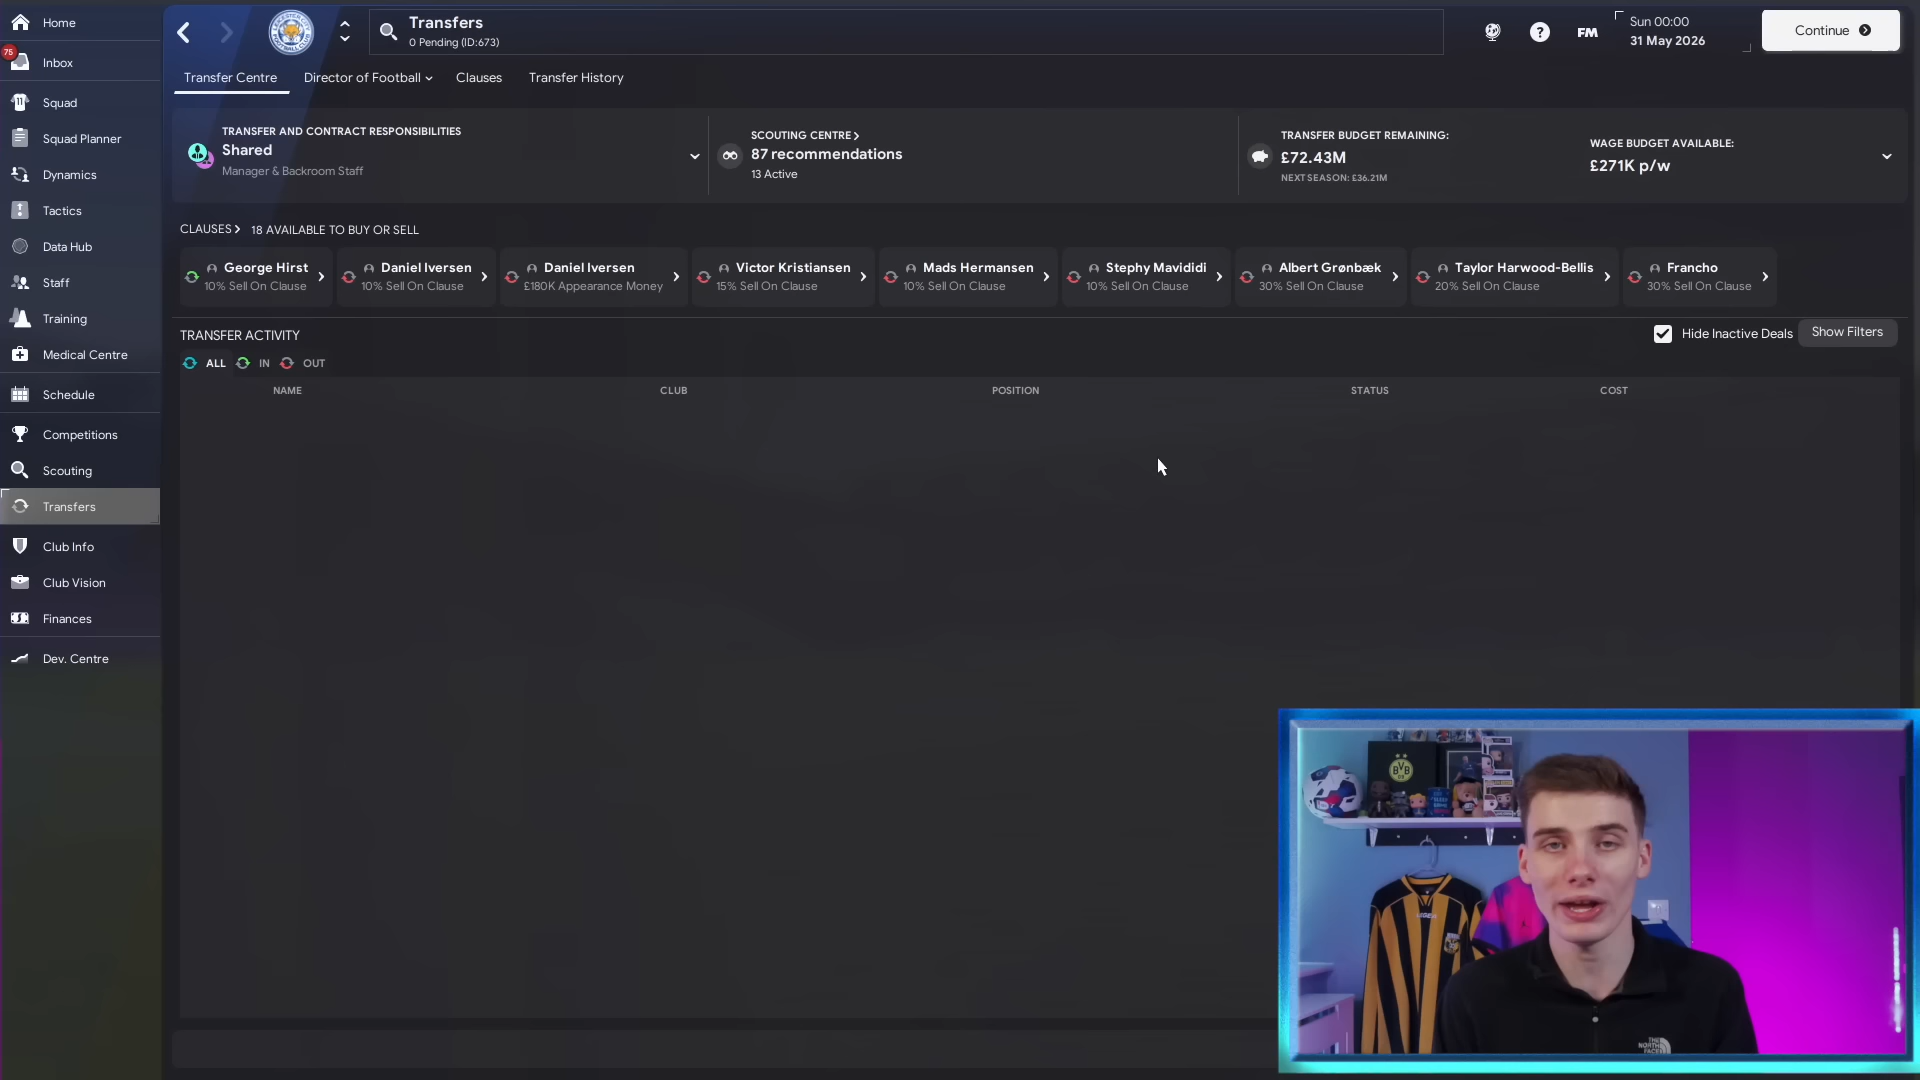 Home
75
Inbox
Squad
Squad Planner
Dynamics
Tactics
Data Hub
Staff
Training
Medical Centre
Schedule
Competitions
Scouting
Transfers
Club Info
Club Vision
Finances
Dev. Centre
Transfers
0 Pending (ID:673)
FM
Sun 00:00
31 May 2026
Continue
Transfer Centre
Director of Football
Clauses
Transfer History
TRANSFER AND CONTRACT RESPONSIBILITIES
Shared
Manager & Backroom Staff
SCOUTING CENTRE
87 recommendations
13 Active
TRANSFER BUDGET REMAINING:
£72.43M
NEXT SEASON: £36.21M
WAGE BUDGET AVAILABLE:
£271K p/w
CLAUSES 18 AVAILABLE TO BUY OR SELL
George Hirst
10% Sell On Clause
Daniel Iversen
10% Sell On Clause
Daniel Iversen
£180K Appearance Money
Victor Kristiansen
15% Sell On Clause
Mads Hermansen
10% Sell On Clause
Stephy Mavididi
10% Sell On Clause
Albert Grønbæk
30% Sell On Clause
Taylor Harwood-Bellis
20% Sell On Clause
Francho
30% Sell On Clause
TRANSFER ACTIVITY
Hide Inactive Deals
Show Filters
ALL IN OUT
NAME CLUB POSITION STATUS COST
BVB
09
THE
NORTH
FACE